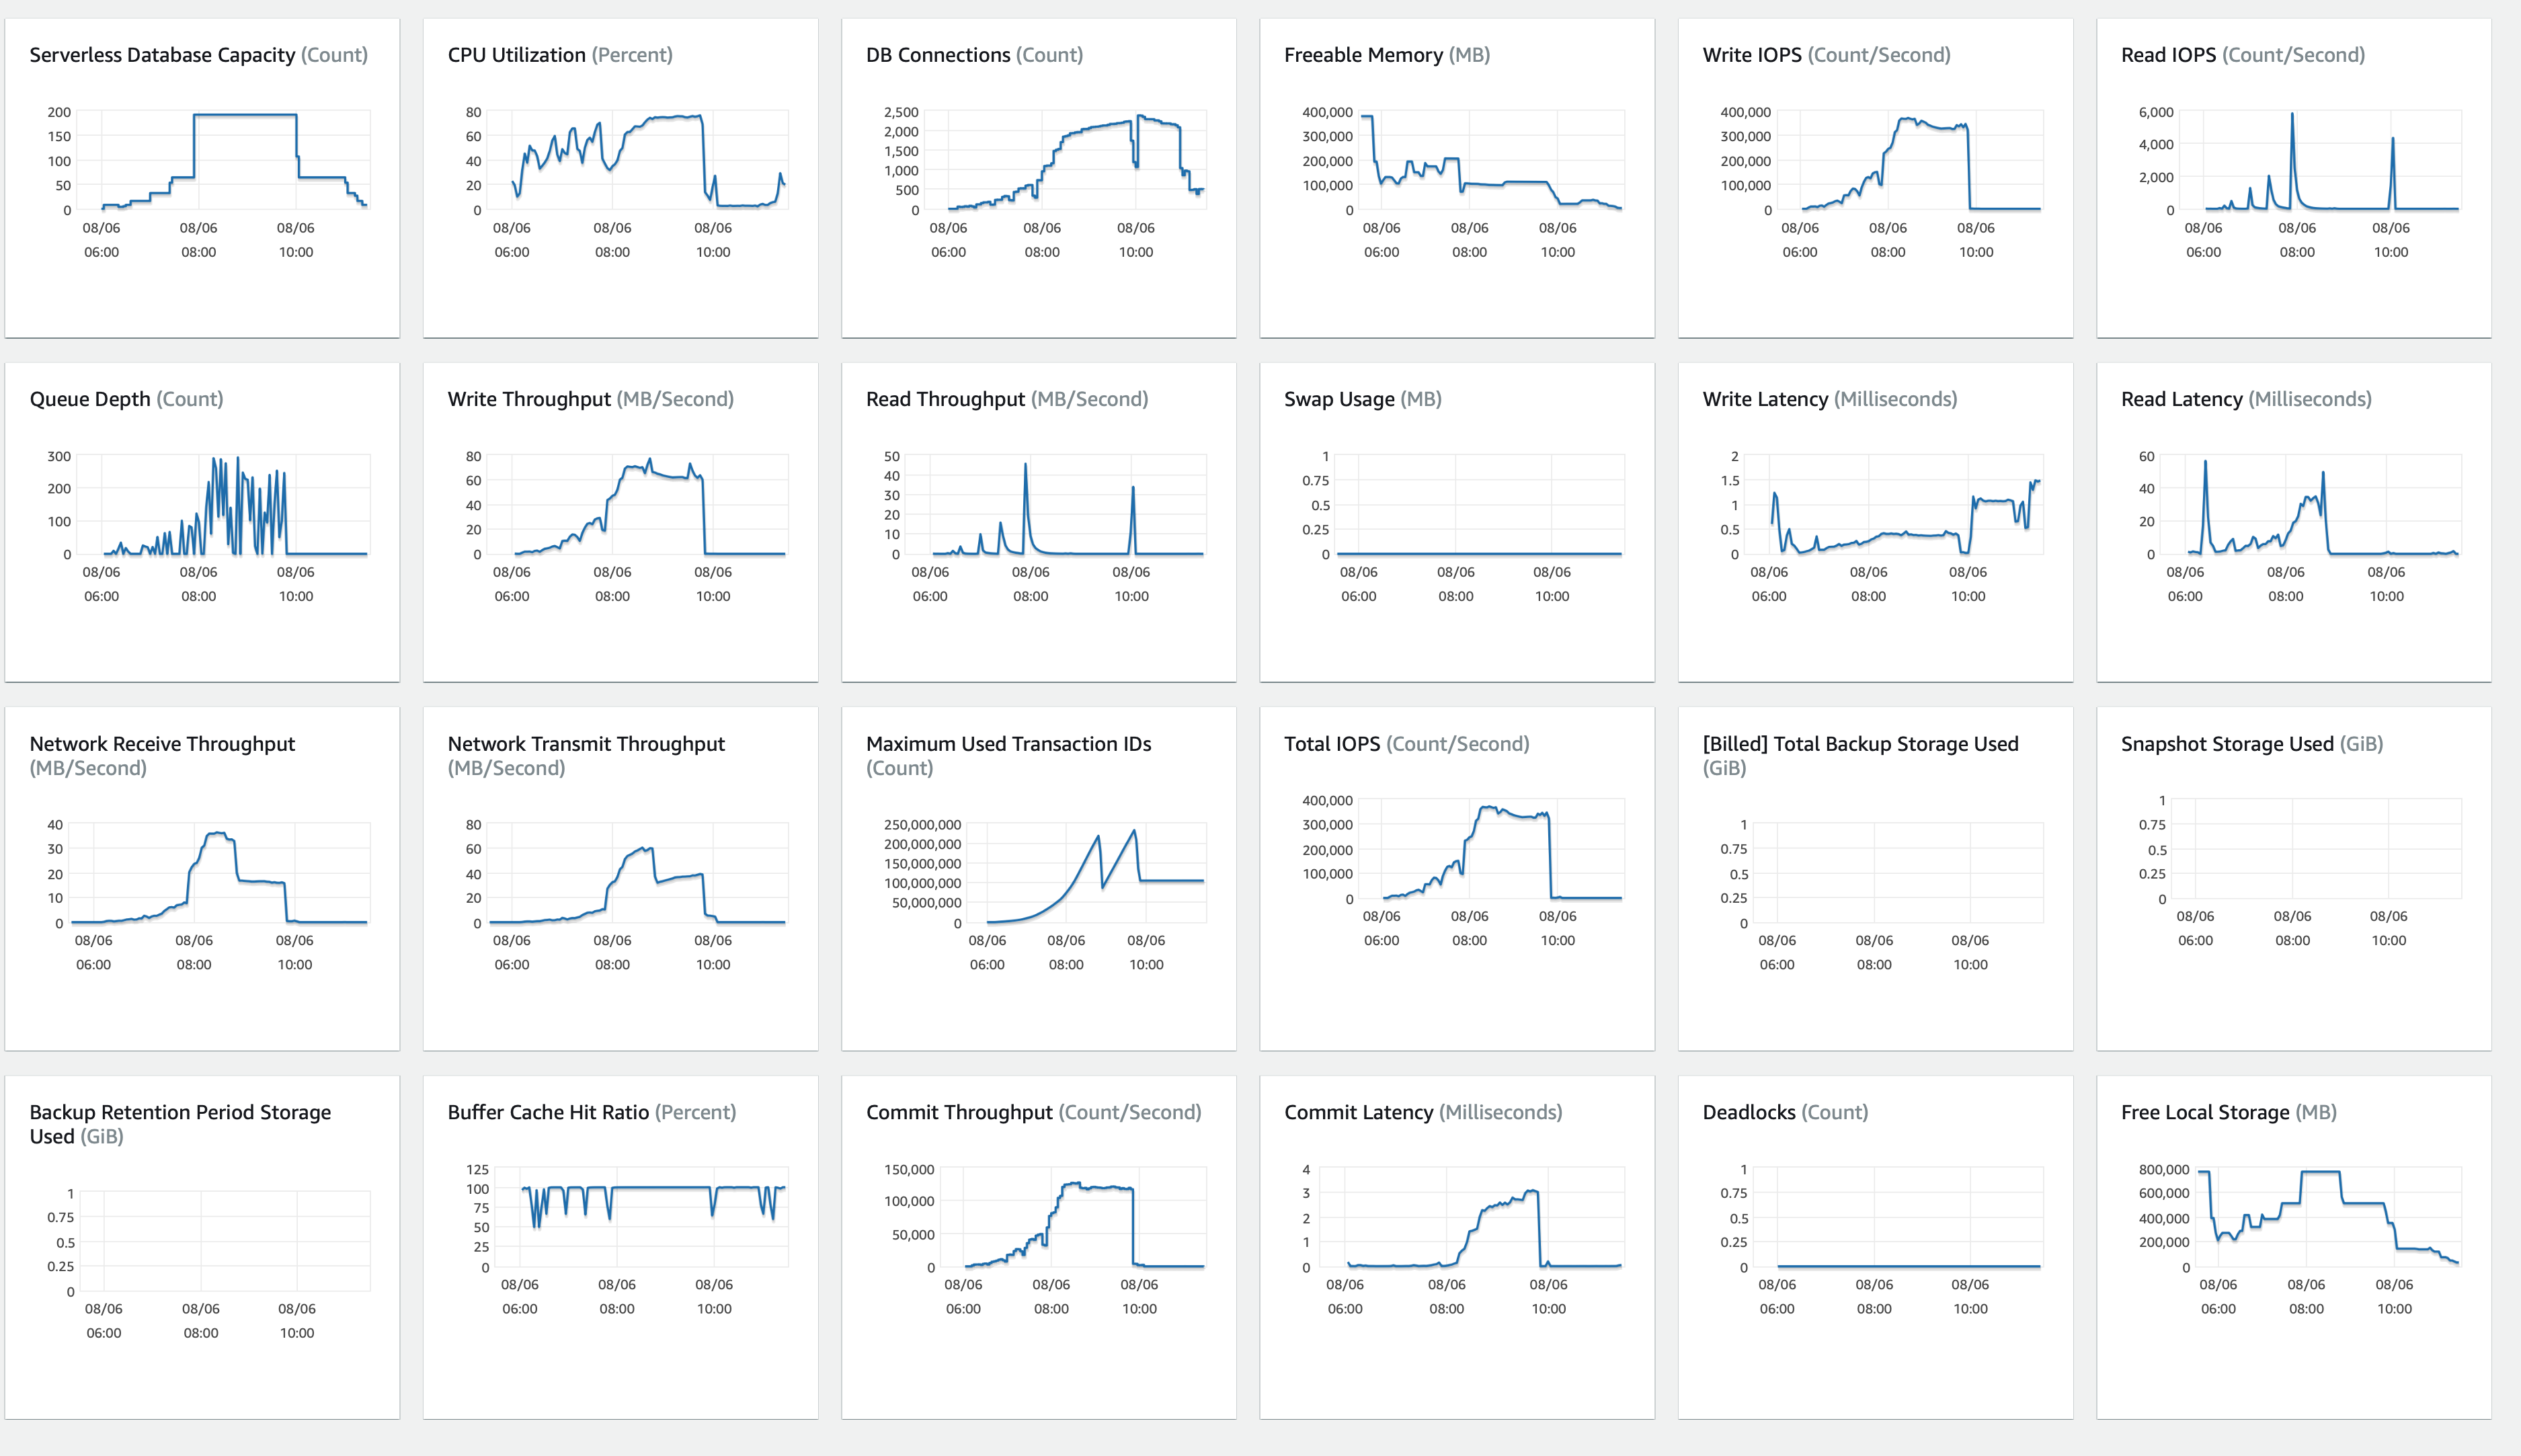 Serverless Database Capacity (Count)
200
150
100
50
0
08/06 08/06 08/06
06:00 08:00 10:00
CPU Utilization (Percent)
80
60
40
20
0
08/06 08/06 08/06
06:00 08:00 10:00
DB Connections (Count)
2,500
2,000
1,500
1,000
500
0
08/06 08/06 08/06
06:00 08:00 10:00
Freeable Memory (MB)
400,000
300,000
200,000
100,000
0
08/06 08/06 08/06
06:00 08:00 10:00
Write IOPS (Count/Second)
400,000
300,000
200,000
100,000
0
08/06 08/06 08/06
06:00 08:00 10:00
Read IOPS (Count/Second)
6,000
4,000
2,000
0
08/06 08/06 08/06
06:00 08:00 10:00
Queue Depth (Count)
300
200
100
0
08/06 08/06 08/06
06:00 08:00 10:00
Write Throughput (MB/Second)
80
60
40
20
0
08/06 08/06 08/06
06:00 08:00 10:00
Read Throughput (MB/Second)
50
40
30
20
10
0
08/06 08/06 08/06
06:00 08:00 10:00
Swap Usage (MB)
1
0.75
0.5
0.25
0
08/06 08/06 08/06
06:00 08:00 10:00
Write Latency (Milliseconds)
2
1.5
1
0.5
0
08/06 08/06 08/06
06:00 08:00 10:00
Read Latency (Milliseconds)
60
40
20
0
08/06 08/06 08/06
06:00 08:00 10:00
Network Receive Throughput
(MB/Second)
40
30
20
10
0
08/06 08/06 08/06
06:00 08:00 10:00
Network Transmit Throughput
(MB/Second)
80
60
40
20
0
08/06 08/06 08/06
06:00 08:00 10:00
Maximum Used Transaction IDs
(Count)
250,000,000
200,000,000
150,000,000
100,000,000
50,000,000
0
08/06 08/06 08/06
06:00 08:00 10:00
Total IOPS (Count/Second)
400,000
300,000
200,000
100,000
0
08/06 08/06 08/06
06:00 08:00 10:00
[Billed] Total Backup Storage Used
(GiB)
1
0.75
0.5
0.25
0
08/06 08/06 08/06
06:00 08:00 10:00
Snapshot Storage Used (GiB)
1
0.75
0.5
0.25
0
08/06 08/06 08/06
06:00 08:00 10:00
Backup Retention Period Storage
Used (GiB)
1
0.75
0.5
0.25
0
08/06 08/06 08/06
06:00 08:00 10:00
Buffer Cache Hit Ratio (Percent)
125
100
75
50
25
0
08/06 08/06 08/06
06:00 08:00 10:00
Commit Throughput (Count/Second)
150,000
100,000
50,000
0
08/06 08/06 08/06
06:00 08:00 10:00
Commit Latency (Milliseconds)
4
3
2
1
0
08/06 08/06 08/06
06:00 08:00 10:00
Deadlocks (Count)
1
0.75
0.5
0.25
0
08/06 08/06 08/06
06:00 08:00 10:00
Free Local Storage (MB)
800,000
600,000
400,000
200,000
0
08/06 08/06 08/06
06:00 08:00 10:00